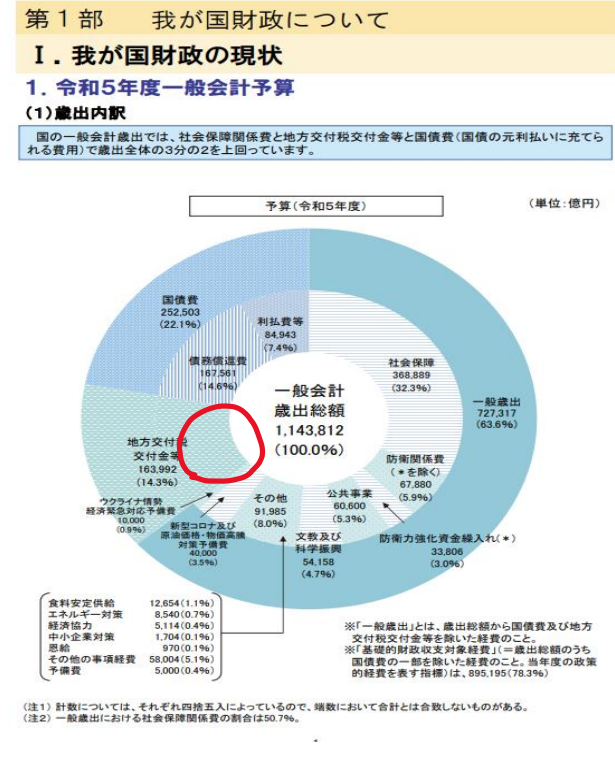 第1部 我が国財政について
Ⅰ．我が国財政の現状
1．令和5年度一般会計予算
(1)歳出内訳
国の一般会計歳出では、社会保障関係費と地方交付税交付金等と国債費(国債の元利払いに充てら
れる費用)で歳出全体の3分の2を上回っています。
予算(令和5年度)
(単位:億円)
国債費
252,503
(22.1%)
利払費等
84,943
(7.4%)
債務償還費
167,561
(14.6%)
社会保障
368,889
(32.3%)
一般会計
歳出総額
1,143,812
(100.0%)
一般歳出
727,317
(63.6%)
地方交付税
交付金等
163,992
(14.3%)
防衛関係費
(*を除く)
67,880
(5.9%)
ウクライナ情勢
経済緊急対応予備費
10,000
(0.9%)
新型コロナ及び
原油価格・物価高騰
対策予備費
40,000
(3.5%)
その他
91,985
(8.0%)
文教及び
科学振興
54,158
(4.7%)
公共事業
60,600
(5.3%)
防衛力強化資金繰入れ(*)
33,806
(3.0%)
食料安定供給 12,654(1.1%)
エネルギー対策 8,540(0.7%)
経済協力 5,114(0.4%)
中小企業対策 1,704(0.1%)
恩給 970(0.1%)
その他の事項経費 58,004(5.1%)
予備費 5,000(0.4%)
※「一般歳出」とは、歳出総額から国債費及び地方
交付税交付金等を除いた経費のこと。
※「基礎的財政収支対象経費」(=歳出総額のうち
国債費の一部を除いた経費のこと。当年度の政策
的経費を表す指標)は、895,195(78.3%)
(注1) 計数については、それぞれ四捨五入によっているので、端数において合計とは合致しないものがある。
(注2) 一般歳出における社会保障関係費の割合は50.7%。